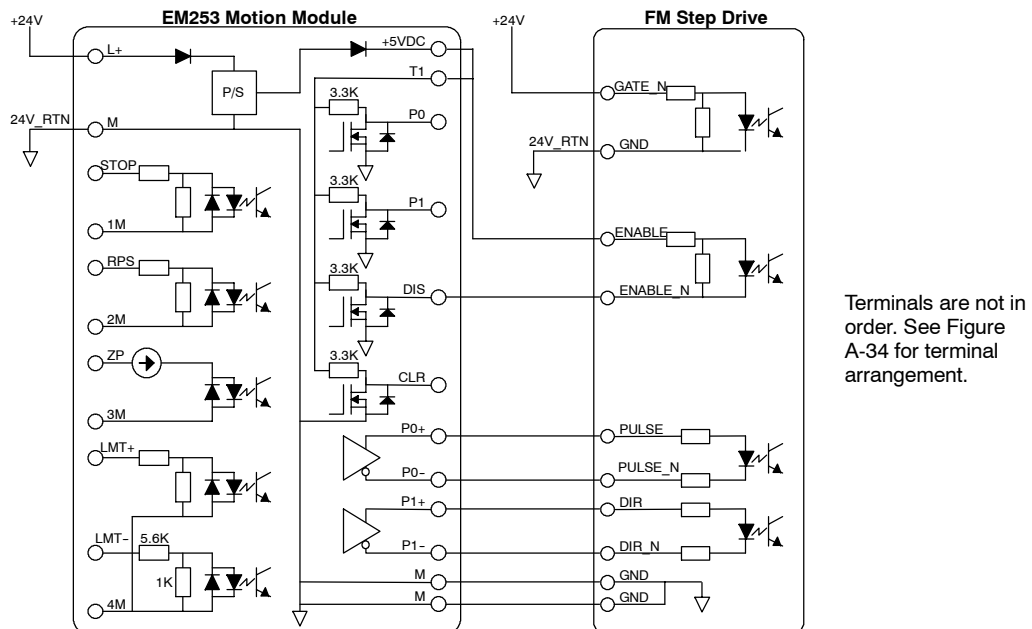 EM253 Motion Module
FM Step Drive
+24V
+5VDC
+24V
L+
T1
P/S
3.3K
GATE_N
P0
24V_RTN
M
24V_RTN
GND
STOP
3.3K
P1
1M
ENABLE
RPS
3.3K
DIS
ENABLE_N
2M
Terminals are not in
order. See Figure
A-34 for terminal
arrangement.
ZP
3.3K
CLR
3M
P0+
PULSE
LMT+
P0−
PULSE_N
P1+
DIR
LMT−
5.6K
P1−
DIR_N
1K
M
GND
4M
M
GND